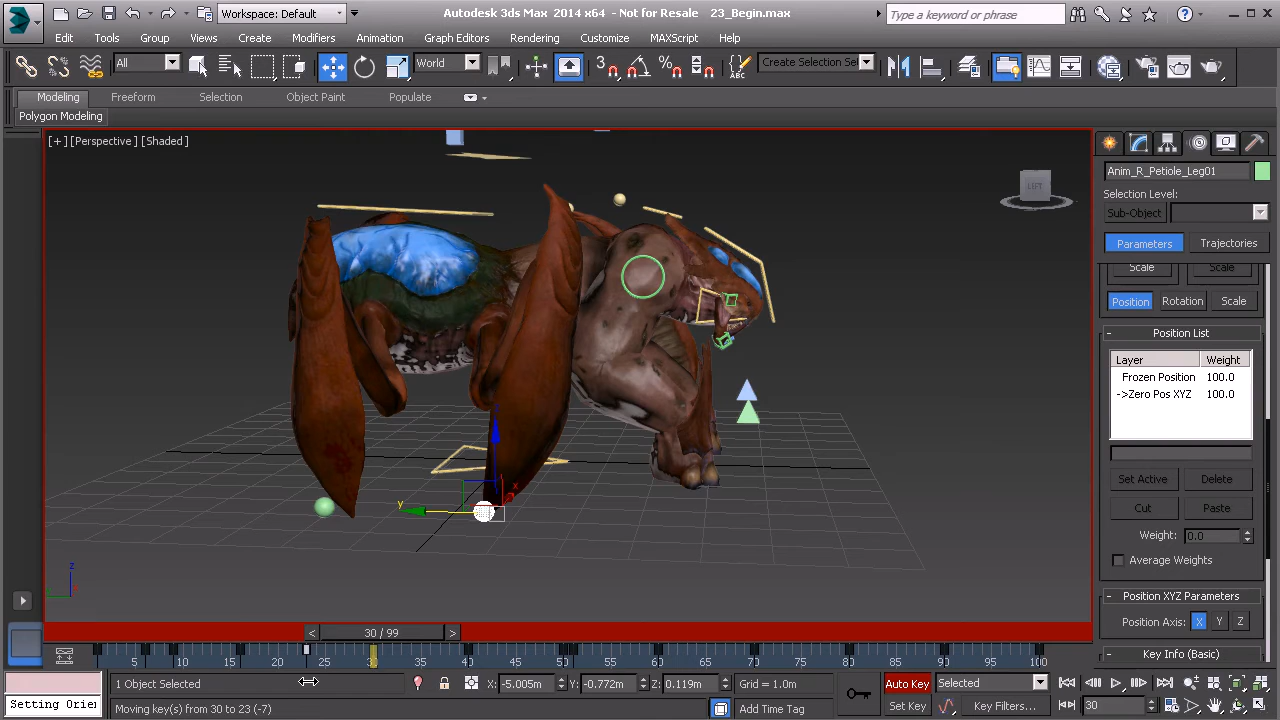 Workspace: Default
Autodesk 3ds Max 2014 x64 - Not for Resale 23_Begin.max
Type a keyword or phrase
Edit Tools Group Views Create Modifiers Animation Graph Editors Rendering Customize MAXScript Help
All
World
Create Selection Se
Modeling Freeform Selection Object Paint Populate
Polygon Modeling
[+] [Perspective] [Shaded]
LEFT
Anim_R_Petiole_Leg01
Selection Level:
Sub-Object
Parameters Trajectories
Scale Scale
Position Rotation Scale
- Position List
Layer Weight
Frozen Position 100.0
->Zero Pos XYZ 100.0
Set Active Delete
Cut Paste
Weight: 0.0
Average Weights
- Position XYZ Parameters
Position Axis: X Y Z
- Key Info (Basic)
x
y
z
< 30 / 99 >
5 10 15 20 25 30 35 40 45 50 55 60 65 70 75 80 85 90 95 100
1 Object Selected
X: -5.005m Y: -0.772m Z: 0.119m Grid = 1.0m
Auto Key Selected
Setting Orie
Moving key(s) from 30 to 23 (-7)
Add Time Tag
Set Key Key Filters...
30